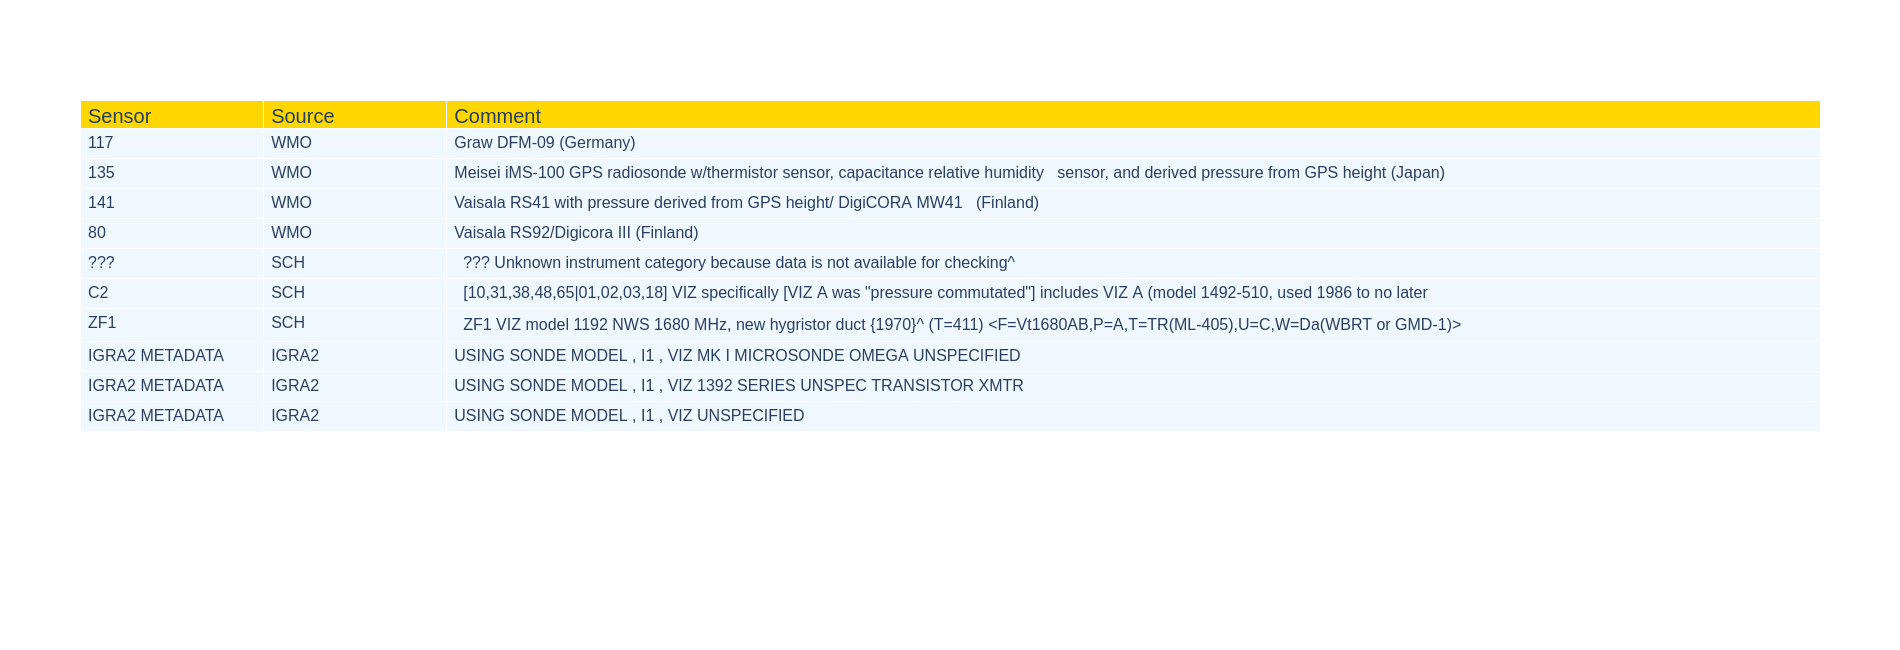 Sensor Source Comment
117 WMO Graw DFM-09 (Germany)
135 WMO Meisei iMS-100 GPS radiosonde w/thermistor sensor, capacitance relative humidity   sensor, and derived pressure from GPS height (Japan)
141 WMO Vaisala RS41 with pressure derived from GPS height/ DigiCORA MW41   (Finland)
80 WMO Vaisala RS92/Digicora III (Finland)
??? SCH ??? Unknown instrument category because data is not available for checking^
C2 SCH [10,31,38,48,65|01,02,03,18] VIZ specifically [VIZ A was "pressure commutated"] includes VIZ A (model 1492-510, used 1986 to no later
ZF1 SCH ZF1 VIZ model 1192 NWS 1680 MHz, new hygristor duct {1970}^ (T=411) <F=Vt1680AB,P=A,T=TR(ML-405),U=C,W=Da(WBRT or GMD-1)>
IGRA2 METADATA IGRA2 USING SONDE MODEL , I1 , VIZ MK I MICROSONDE OMEGA UNSPECIFIED
IGRA2 METADATA IGRA2 USING SONDE MODEL , I1 , VIZ 1392 SERIES UNSPEC TRANSISTOR XMTR
IGRA2 METADATA IGRA2 USING SONDE MODEL , I1 , VIZ UNSPECIFIED